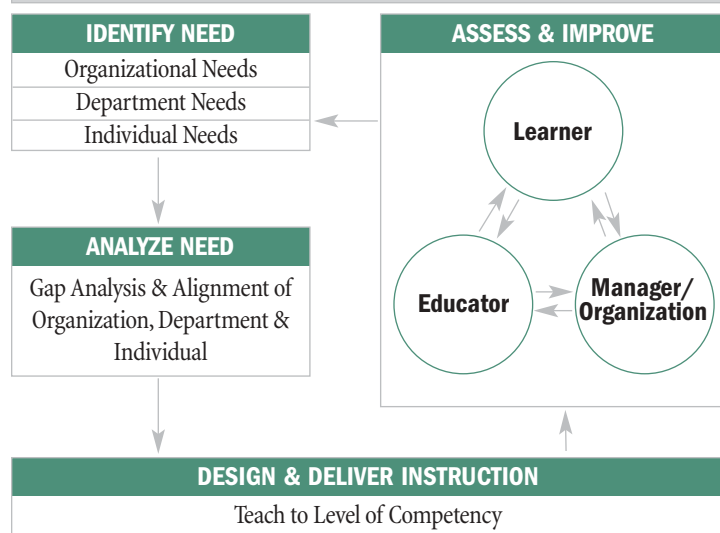 IDENTIFY NEED
Organizational Needs
Department Needs
Individual Needs
ANALYZE NEED
Gap Analysis & Alignment of
Organization, Department &
Individual
ASSESS & IMPROVE
Learner
Educator
Manager/
Organization
DESIGN & DELIVER INSTRUCTION
Teach to Level of Competency